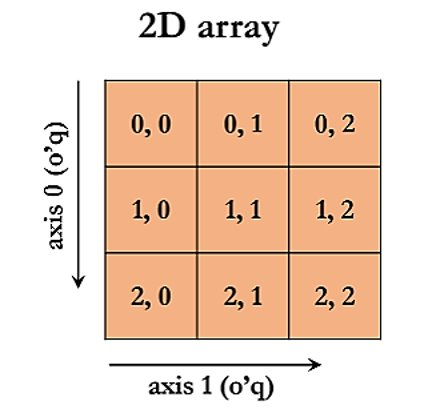 2D array
axis 0 (o'q)
0, 0 0, 1 0, 2
1, 0 1, 1 1, 2
2, 0 2, 1 2, 2
axis 1 (o'q)